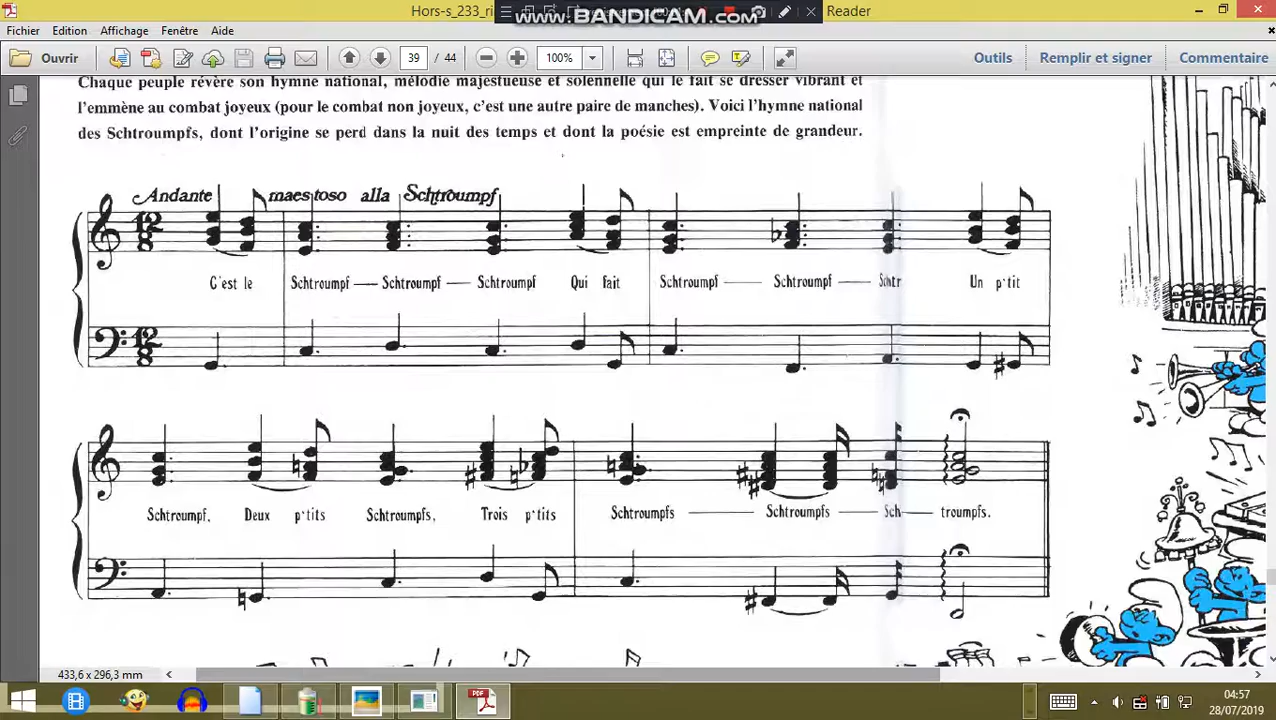 Hors-s_233_ri
www.BANDICAM.com
Reader
Fichier Edition Affichage Fenêtre Aide
Ouvrir
39 / 44
100%
Outils
Remplir et signer
Commentaire
Chaque peuple révère son hymne national, mélodie majestueuse et solennelle qui le fait se dresser vibrant et
l'emmène au combat joyeux (pour le combat non joyeux, c'est une autre paire de manches). Voici l'hymne national
des Schtroumpfs, dont l'origine se perd dans la nuit des temps et dont la poésie est empreinte de grandeur.
Andante maestoso alla Schtroumpf
12 8
C'est le Schtroumpf — Schtroumpf — Schtroumpf Qui fait Schtroumpf — Schtroumpf — Schtr Un p'tit
12 8
Schtroumpf, Deux p'tits Schtroumpfs, Trois p'tits Schtroumpfs — Schtroumpfs Sch— troumpfs.
433,6 x 296,3 mm
04:57
28/07/2019